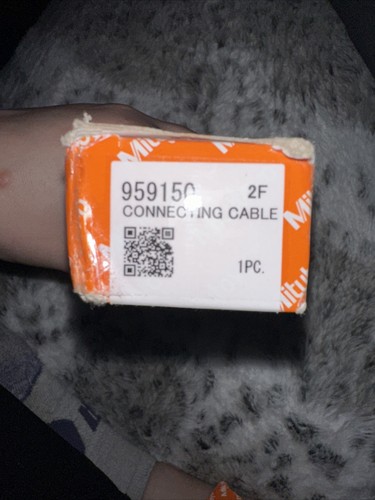 959150 2F
CONNECTING CABLE
1PC.